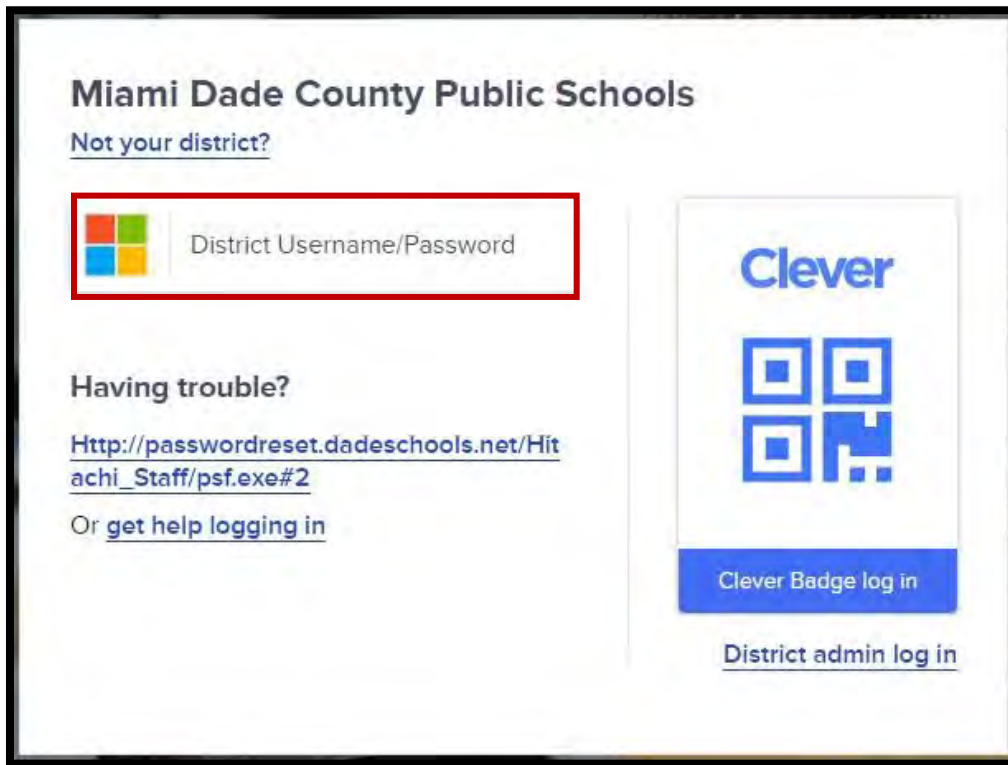 Miami Dade County Public Schools
Not your district?
District Username/Password
Having trouble?
Http://passwordreset.dadeschools.net/Hit
achi_Staff/psf.exe#2
Or get help logging in
Clever
Clever Badge log in
District admin log in